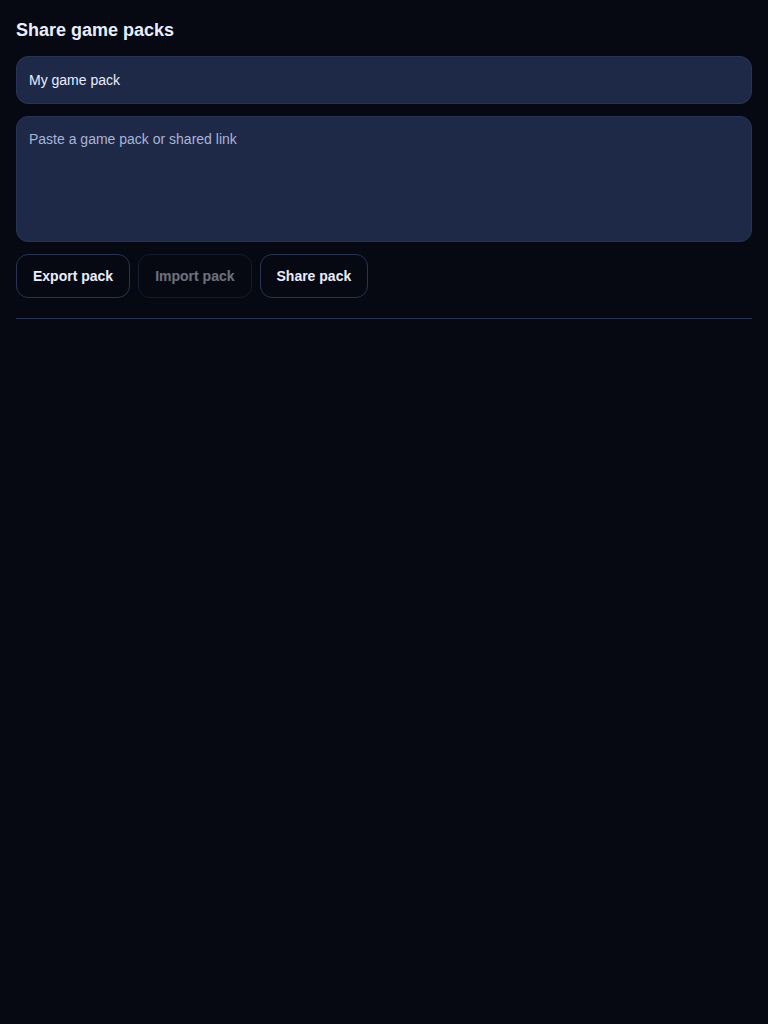 Share game packs
My game pack
Paste a game pack or shared link
Export pack
Import pack
Share pack